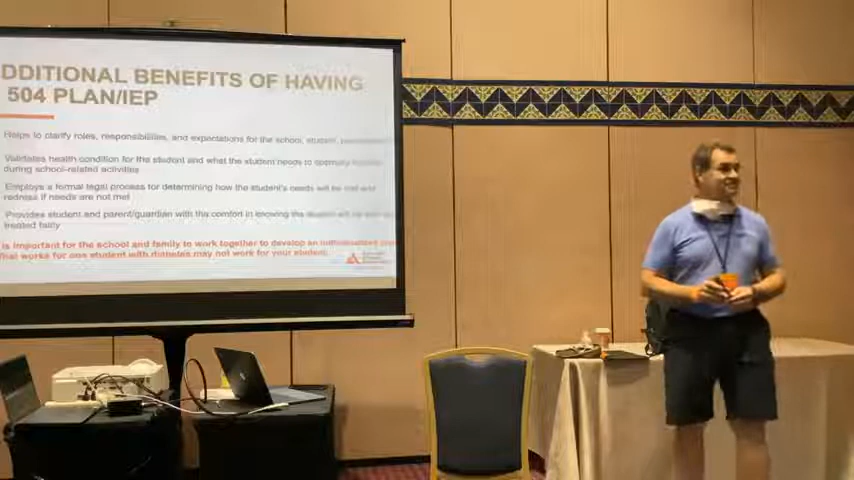 DDITIONAL BENEFITS OF HAVING
504 PLAN/IEP
Helps to clarify roles, responsibilities, and expectations for the school, student,
Validates health condition for the student and what the student needs to
during school-related activities
Employs a formal legal process for determining how the student's needs will be met and
redress if needs are not met
Provides student and parent/guardian with the comfort in knowing the student will be
treated fairly
is important for the school and family to work together to develop an individualized
that works for one student with diabetes may not work for your student.